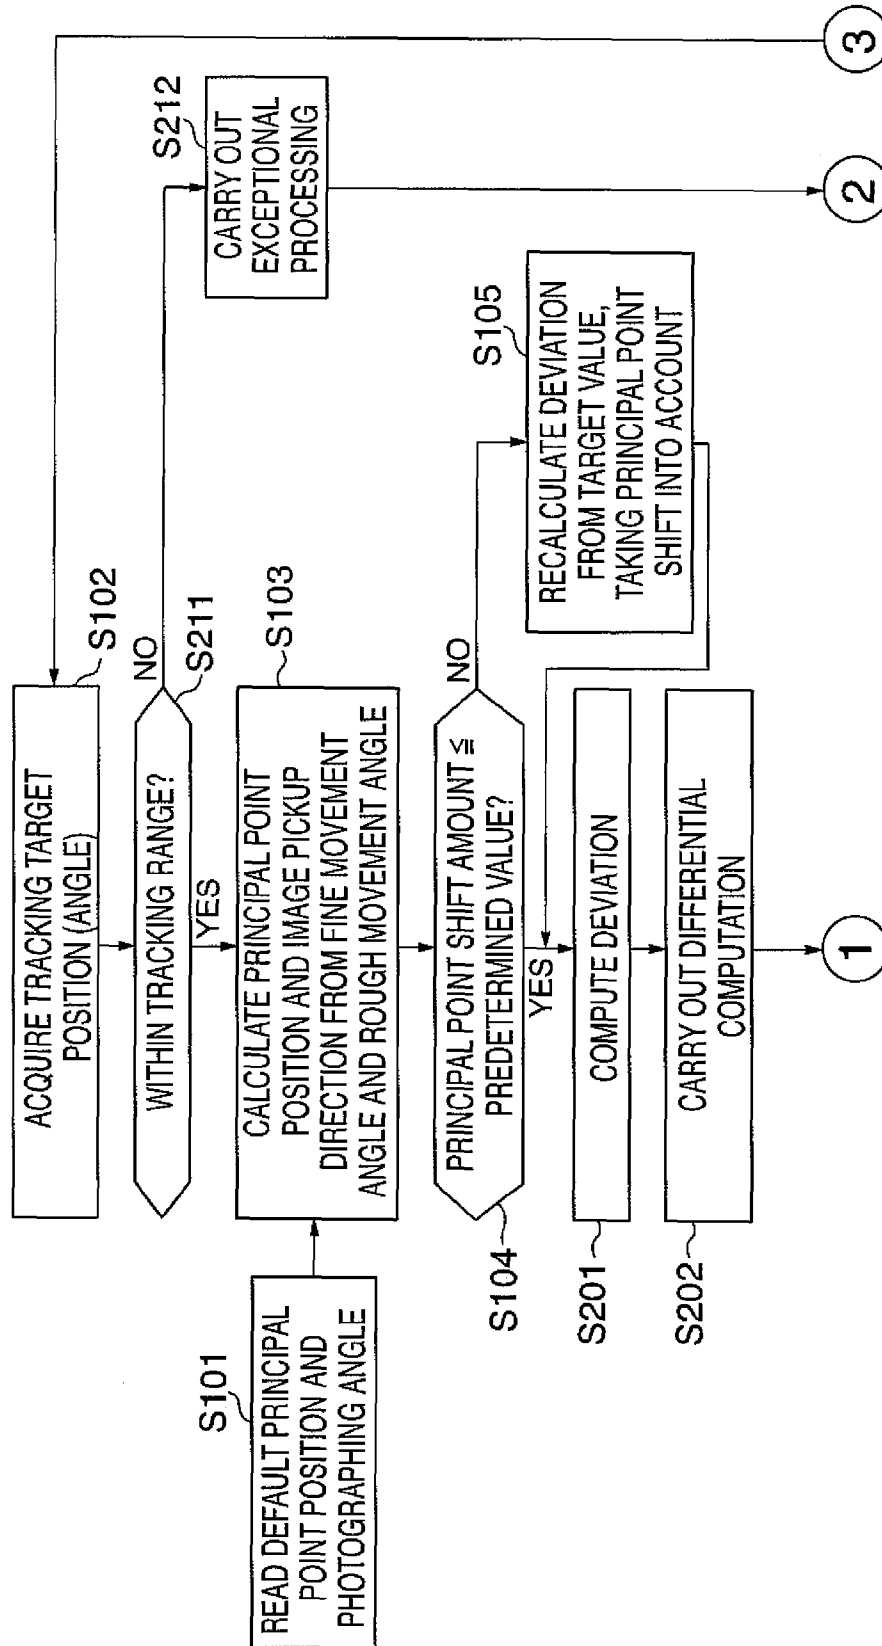 S101
READ DEFAULT PRINCIPAL
POINT POSITION AND
PHOTOGRAPHING ANGLE
ACQUIRE TRACKING TARGET
POSITION (ANGLE)
S102
WITHIN TRACKING RANGE?
NO
S211
YES
S212
CARRY OUT
EXCEPTIONAL
PROCESSING
CALCULATE PRINCIPAL POINT
POSITION AND IMAGE PICKUP
DIRECTION FROM FINE MOVEMENT
ANGLE AND ROUGH MOVEMENT ANGLE
S103
PRINCIPAL POINT SHIFT AMOUNT ≦
PREDETERMINED VALUE?
S104
NO
YES
S105
RECALCULATE DEVIATION
FROM TARGET VALUE,
TAKING PRINCIPAL POINT
SHIFT INTO ACCOUNT
S201
COMPUTE DEVIATION
S202
CARRY OUT DIFFERENTIAL
COMPUTATION
1
2
3